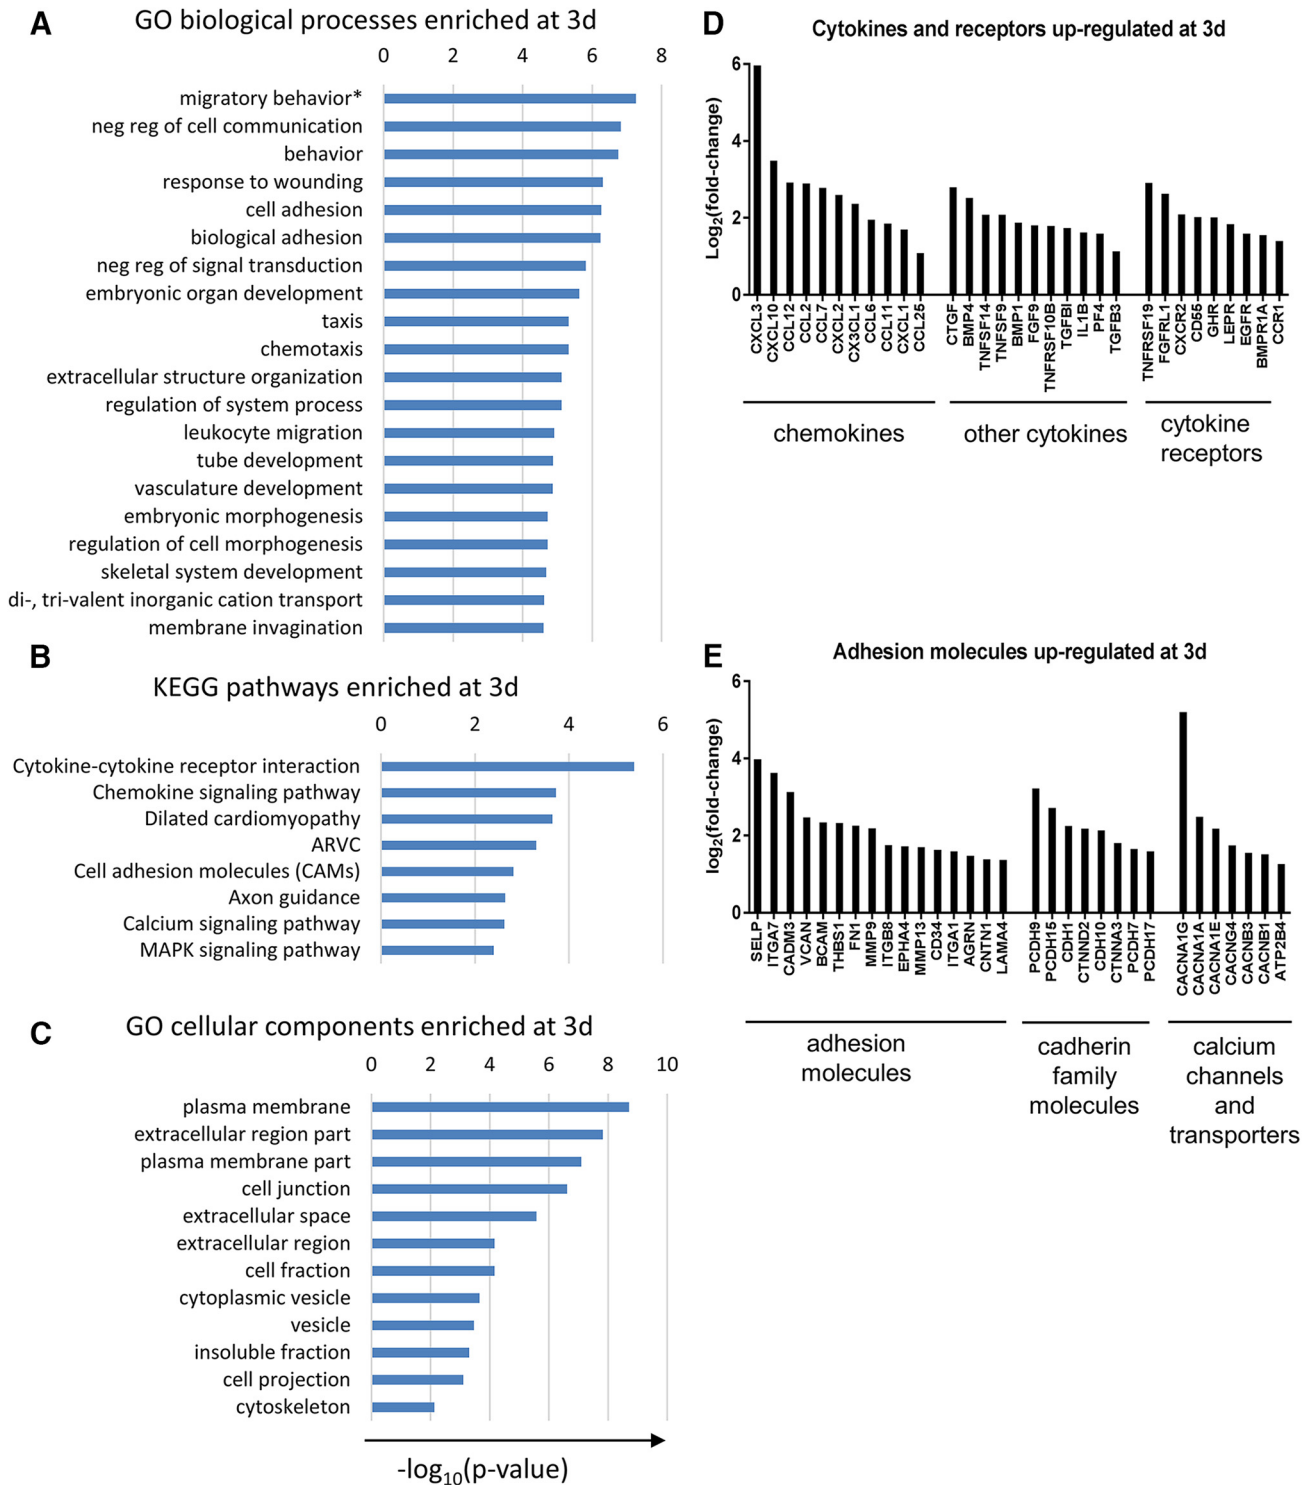 A
GO biological processes enriched at 3d
0 2 4 6 8
migratory behavior*
neg reg of cell communication
behavior
response to wounding
cell adhesion
biological adhesion
neg reg of signal transduction
embryonic organ development
taxis
chemotaxis
extracellular structure organization
regulation of system process
leukocyte migration
tube development
vasculature development
embryonic morphogenesis
regulation of cell morphogenesis
skeletal system development
di-, tri-valent inorganic cation transport
membrane invagination
B
KEGG pathways enriched at 3d
0 2 4 6
Cytokine-cytokine receptor interaction
Chemokine signaling pathway
Dilated cardiomyopathy
ARVC
Cell adhesion molecules (CAMs)
Axon guidance
Calcium signaling pathway
MAPK signaling pathway
C
GO cellular components enriched at 3d
0 2 4 6 8 10
plasma membrane
extracellular region part
plasma membrane part
cell junction
extracellular space
extracellular region
cell fraction
cytoplasmic vesicle
vesicle
insoluble fraction
cell projection
cytoskeleton
-log10(p-value)
D
Cytokines and receptors up-regulated at 3d
Log2(fold-change)
6
4
2
0
CXCL3
CXCL10
CCL12
CCL2
CCL7
CXCL2
CX3CL1
CCL6
CCL11
CXCL1
CCL25
CTGF
BMP4
TNFSF14
TNFSF9
BMP1
FGF9
TNFRSF10B
TGFBI
IL1B
PF4
TGFB3
TNFRSF19
FGFRL1
CXCR2
CD55
GHR
LEPR
EGFR
BMPR1A
CCR1
chemokines
other cytokines
cytokine
receptors
E
Adhesion molecules up-regulated at 3d
log2(fold-change)
6
4
2
0
SELP
ITGA7
CADM3
VCAN
BCAM
THBS1
FN1
MMP9
ITGB8
EPHA4
MMP13
CD34
ITGA1
AGRN
CNTN1
LAMA4
PCDH9
PCDH15
CDH1
CTNND2
CDH10
CTNNA3
PCDH7
PCDH17
CACNA1G
CACNA1A
CACNA1E
CACNG4
CACNB3
CACNB1
ATP2B4
adhesion
molecules
cadherin
family
molecules
calcium
channels
and
transporters